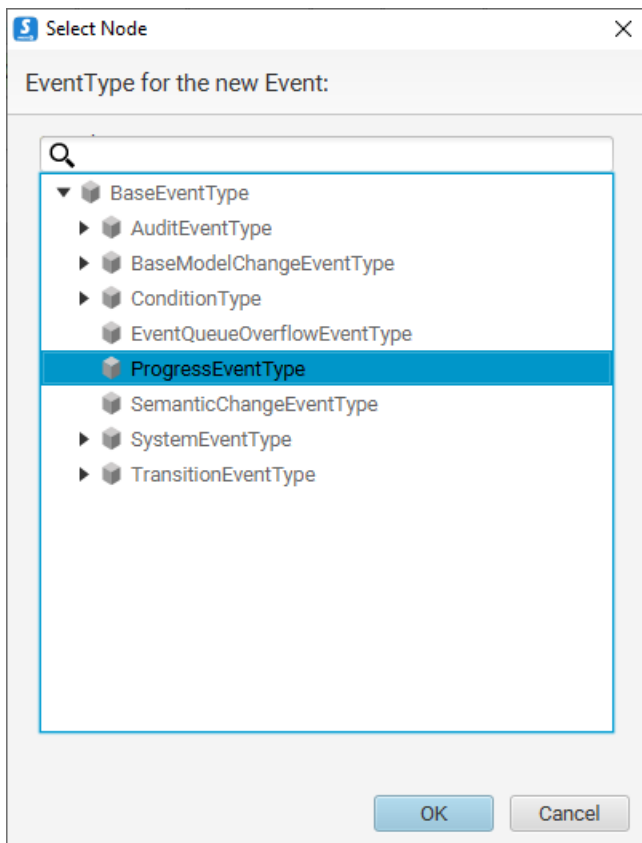 Select Node
EventType for the new Event:
BaseEventType
AuditEventType
BaseModelChangeEventType
ConditionType
EventQueueOverflowEventType
ProgressEventType
SemanticChangeEventType
SystemEventType
TransitionEventType
OK Cancel